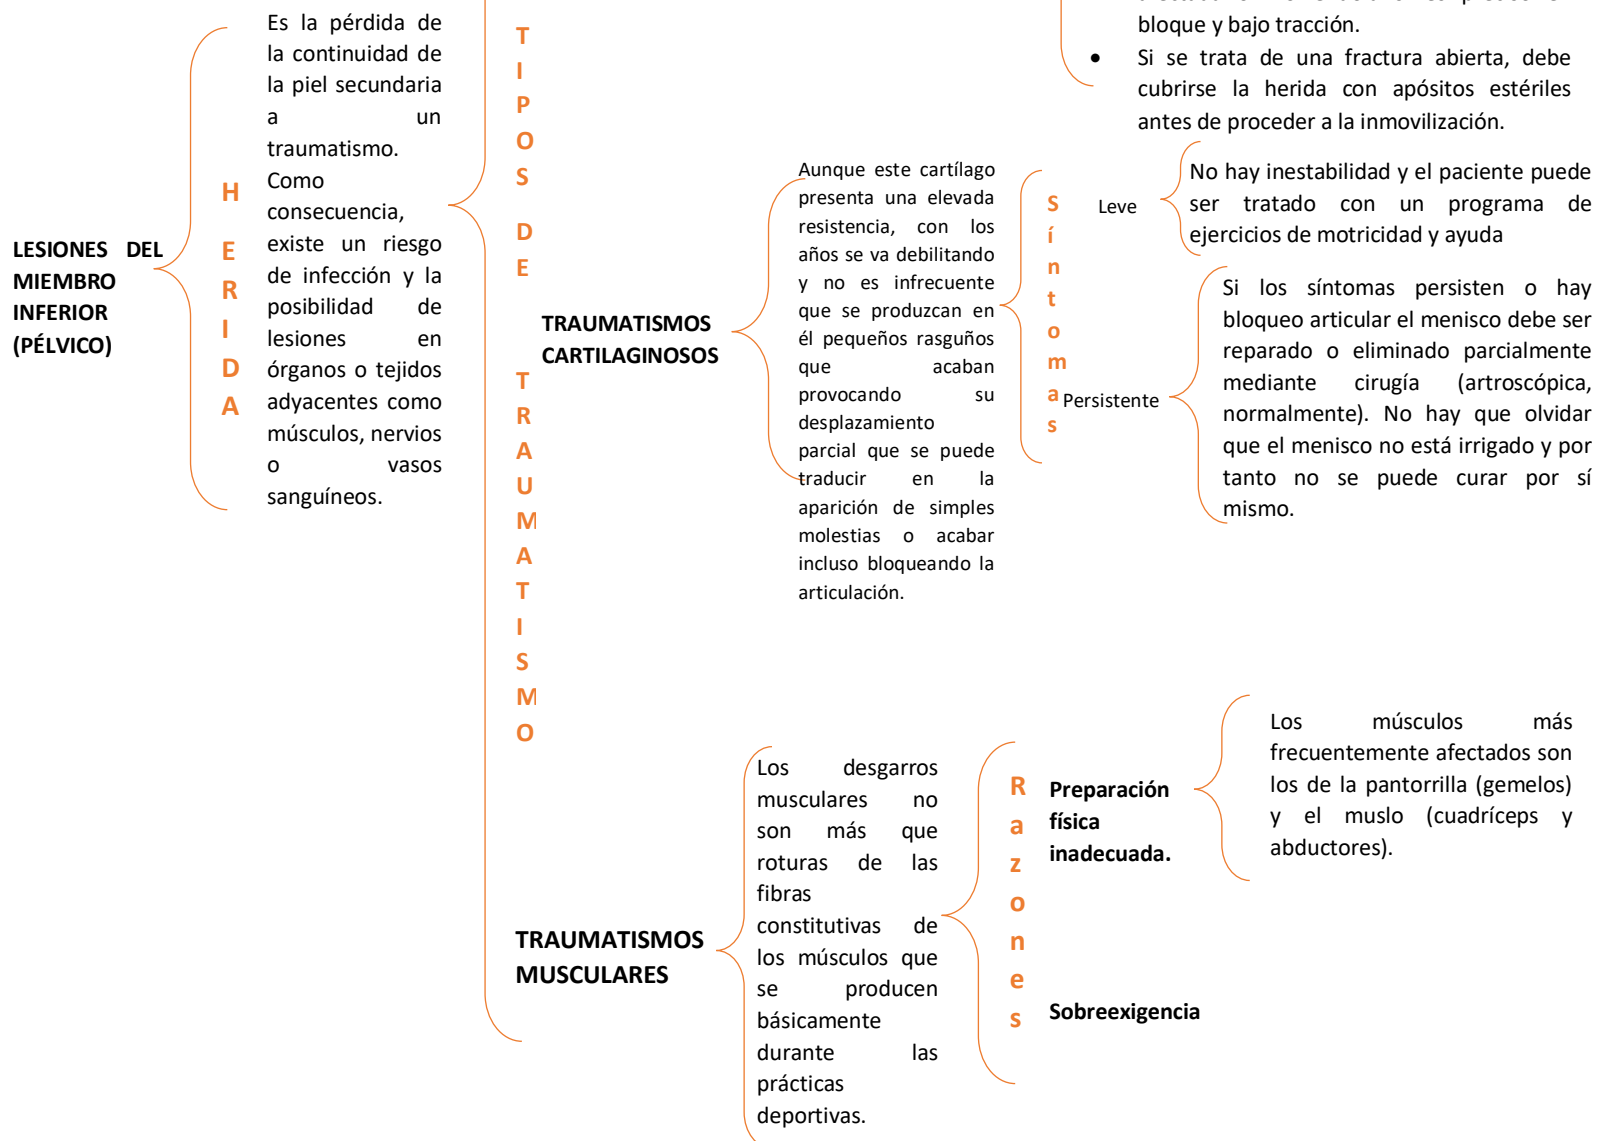 LESIONES DEL
MIEMBRO
INFERIOR
(PÉLVICO)
H
E
R
I
D
A
Es la pérdida de
la continuidad de
la piel secundaria
a un
traumatismo.
Como
consecuencia,
existe un riesgo
de infección y la
posibilidad de
lesiones en
órganos o tejidos
adyacentes como
músculos, nervios
o vasos
sanguíneos.
T
I
P
O
S
D
E
T
R
A
U
M
A
T
I
S
M
O
bloque y bajo tracción.
• Si se trata de una fractura abierta, debe
cubrirse la herida con apósitos estériles
antes de proceder a la inmovilización.
TRAUMATISMOS
CARTILAGINOSOS
Aunque este cartílago
presenta una elevada
resistencia, con los
años se va debilitando
y no es infrecuente
que se produzcan en
él pequeños rasguños
que acaban
provocando su
desplazamiento
parcial que se puede
traducir en la
aparición de simples
molestias o acabar
incluso bloqueando la
articulación.
S
í
n
t
o
m
a
s
Leve
No hay inestabilidad y el paciente puede
ser tratado con un programa de
ejercicios de motricidad y ayuda
Persistente
Si los síntomas persisten o hay
bloqueo articular el menisco debe ser
reparado o eliminado parcialmente
mediante cirugía (artroscópica,
normalmente). No hay que olvidar
que el menisco no está irrigado y por
tanto no se puede curar por sí
mismo.
TRAUMATISMOS
MUSCULARES
Los desgarros
musculares no
son más que
roturas de las
fibras
constitutivas de
los músculos que
se producen
básicamente
durante las
prácticas
deportivas.
R
a
z
o
n
e
s
Preparación
física
inadecuada.
Los músculos más
frecuentemente afectados son
los de la pantorrilla (gemelos)
y el muslo (cuadríceps y
abductores).
Sobreexigencia